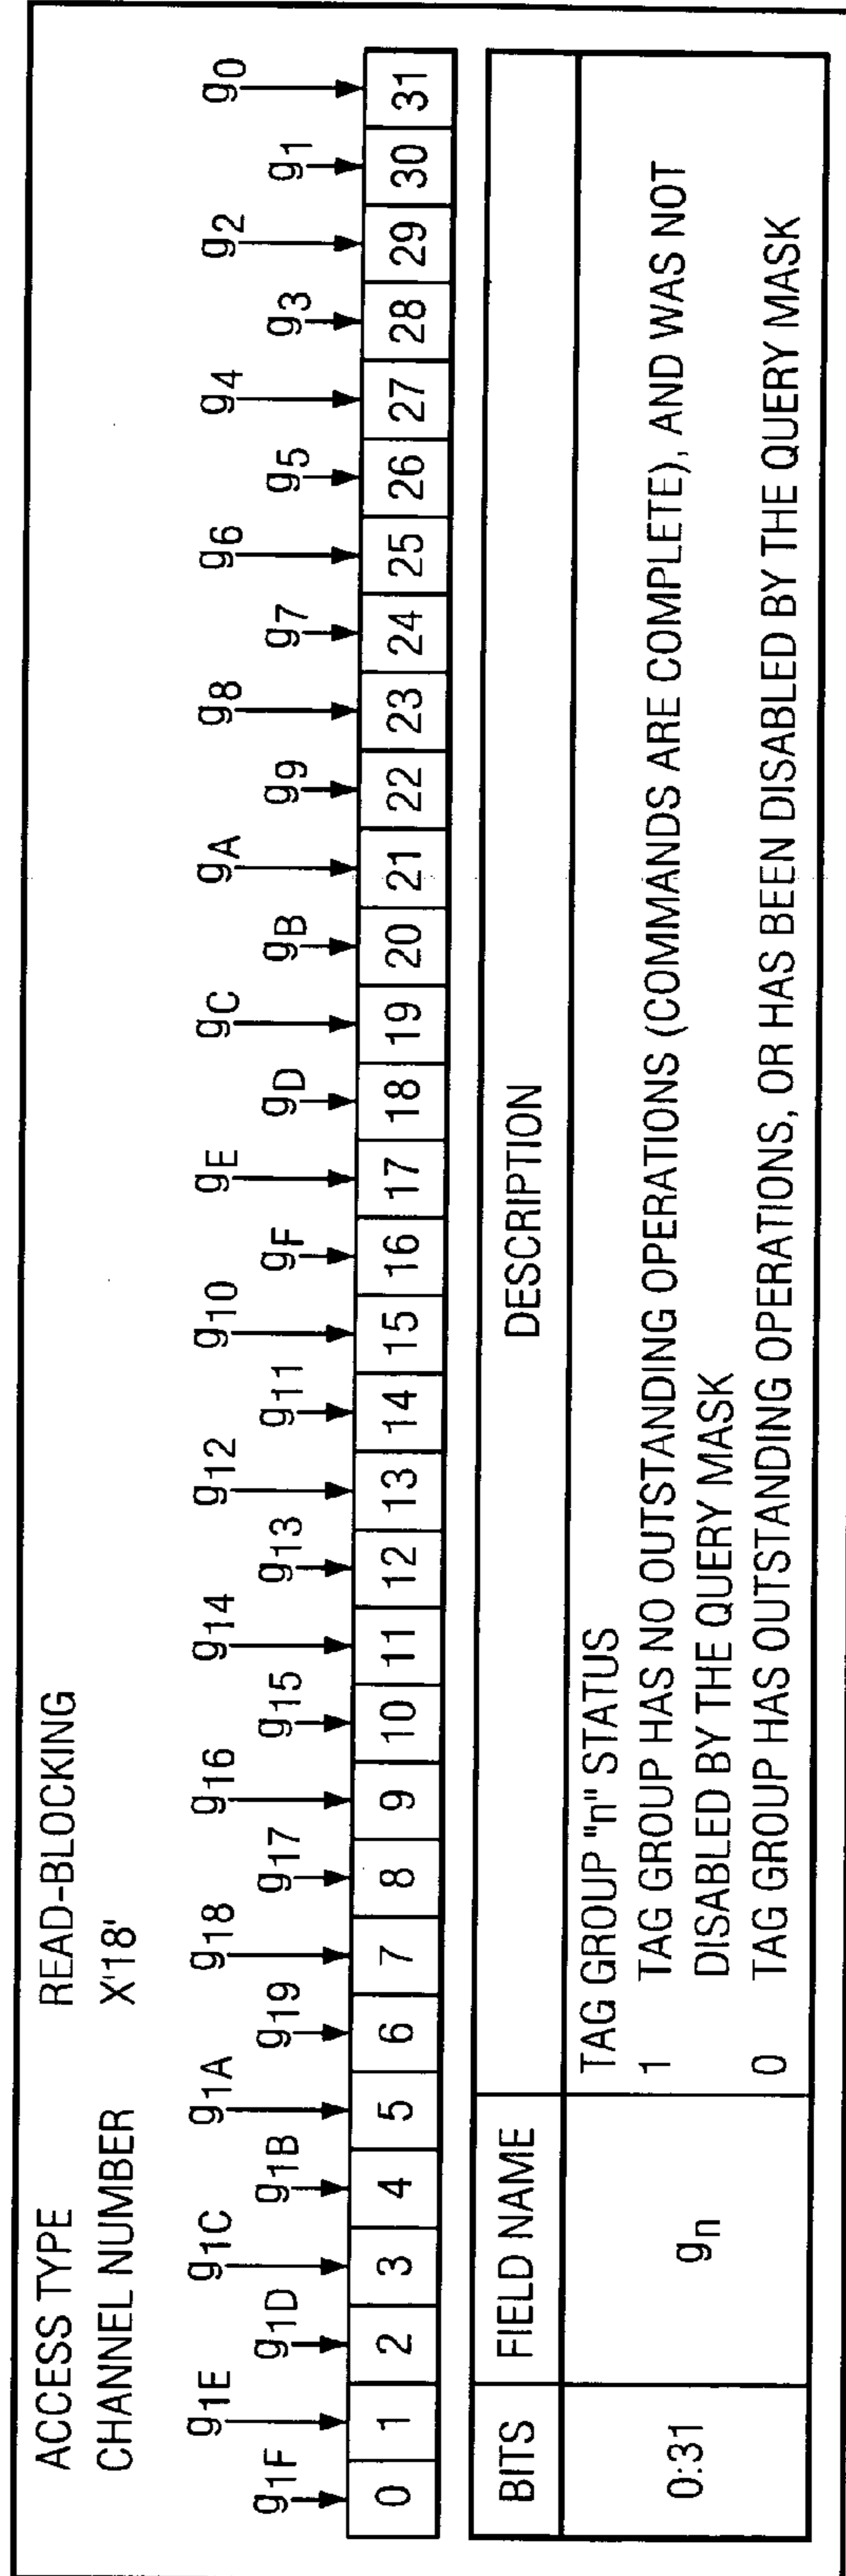 ACCESS TYPE READ-BLOCKING
CHANNEL NUMBER X'18'
g1F g1E g1D g1C g1B g1A g19 g18 g17 g16 g15 g14 g13 g12 g11 g10 gF gE gD gC gB gA g9 g8 g7 g6 g5 g4 g3 g2 g1 g0
0 1 2 3 4 5 6 7 8 9 10 11 12 13 14 15 16 17 18 19 20 21 22 23 24 25 26 27 28 29 30 31
BITS FIELD NAME DESCRIPTION
0:31 gn
TAG GROUP "n" STATUS
1 TAG GROUP HAS NO OUTSTANDING OPERATIONS (COMMANDS ARE COMPLETE), AND WAS NOT
DISABLED BY THE QUERY MASK
0 TAG GROUP HAS OUTSTANDING OPERATIONS, OR HAS BEEN DISABLED BY THE QUERY MASK